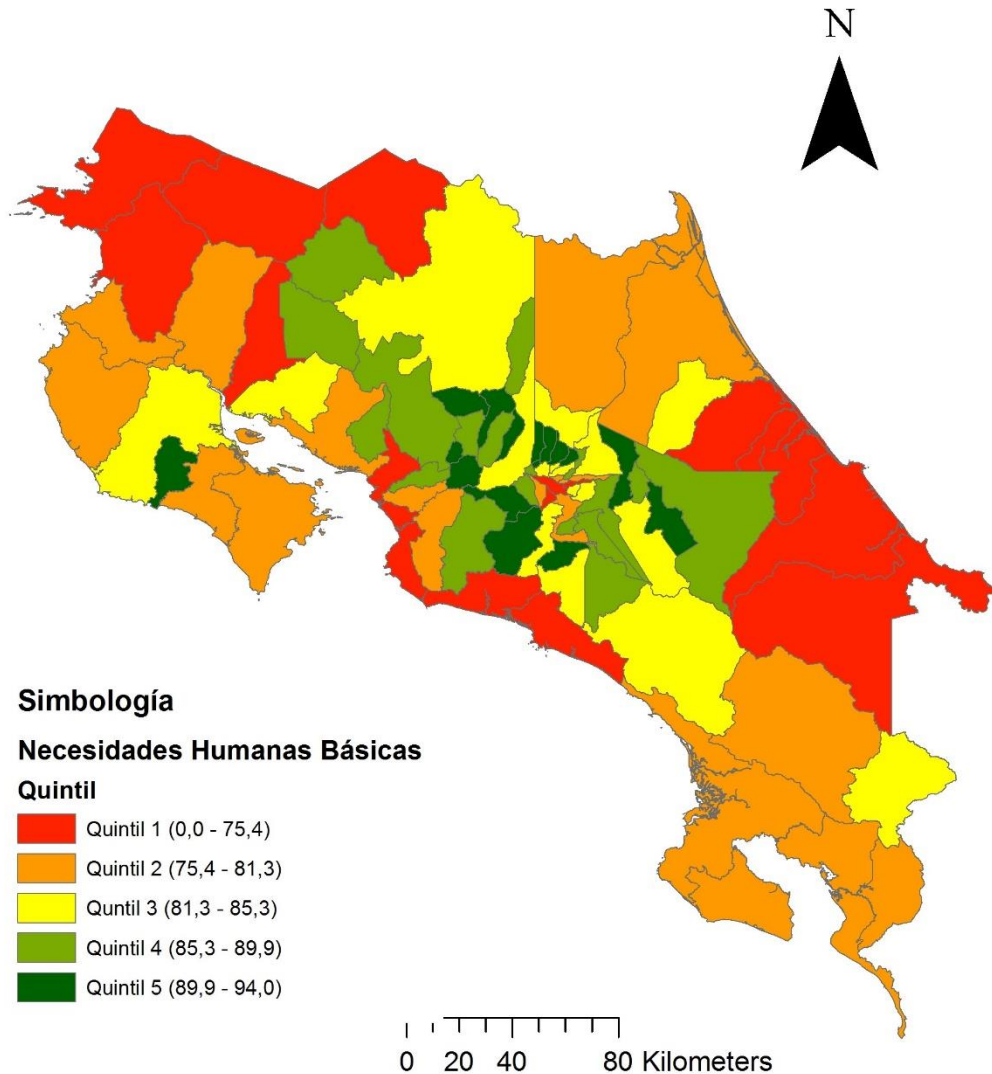 N
Simbología
Necesidades Humanas Básicas
Quintil
Quintil 1 (0,0 - 75,4)
Quintil 2 (75,4 - 81,3)
Quntil 3 (81,3 - 85,3)
Quintil 4 (85,3 - 89,9)
Quintil 5 (89,9 - 94,0)
0 20 40 80 Kilometers